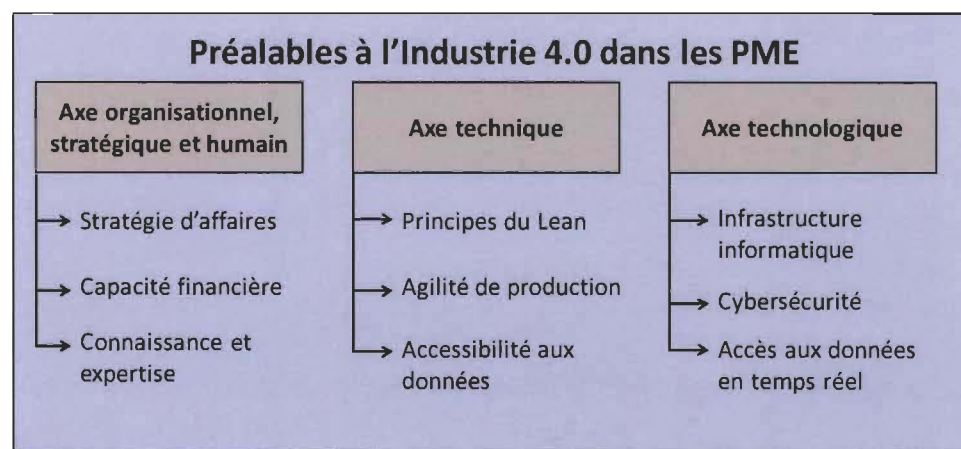 Préalables à l'Industrie 4.0 dans les PME
Axe organisationnel,
stratégique et humain
Stratégie d'affaires
Capacité financière
Connaissance et
expertise
Axe technique
Principes du Lean
Agilité de production
Accessibilité aux
données
Axe technologique
Infrastructure
informatique
Cybersécurité
Accès aux données
en temps réel